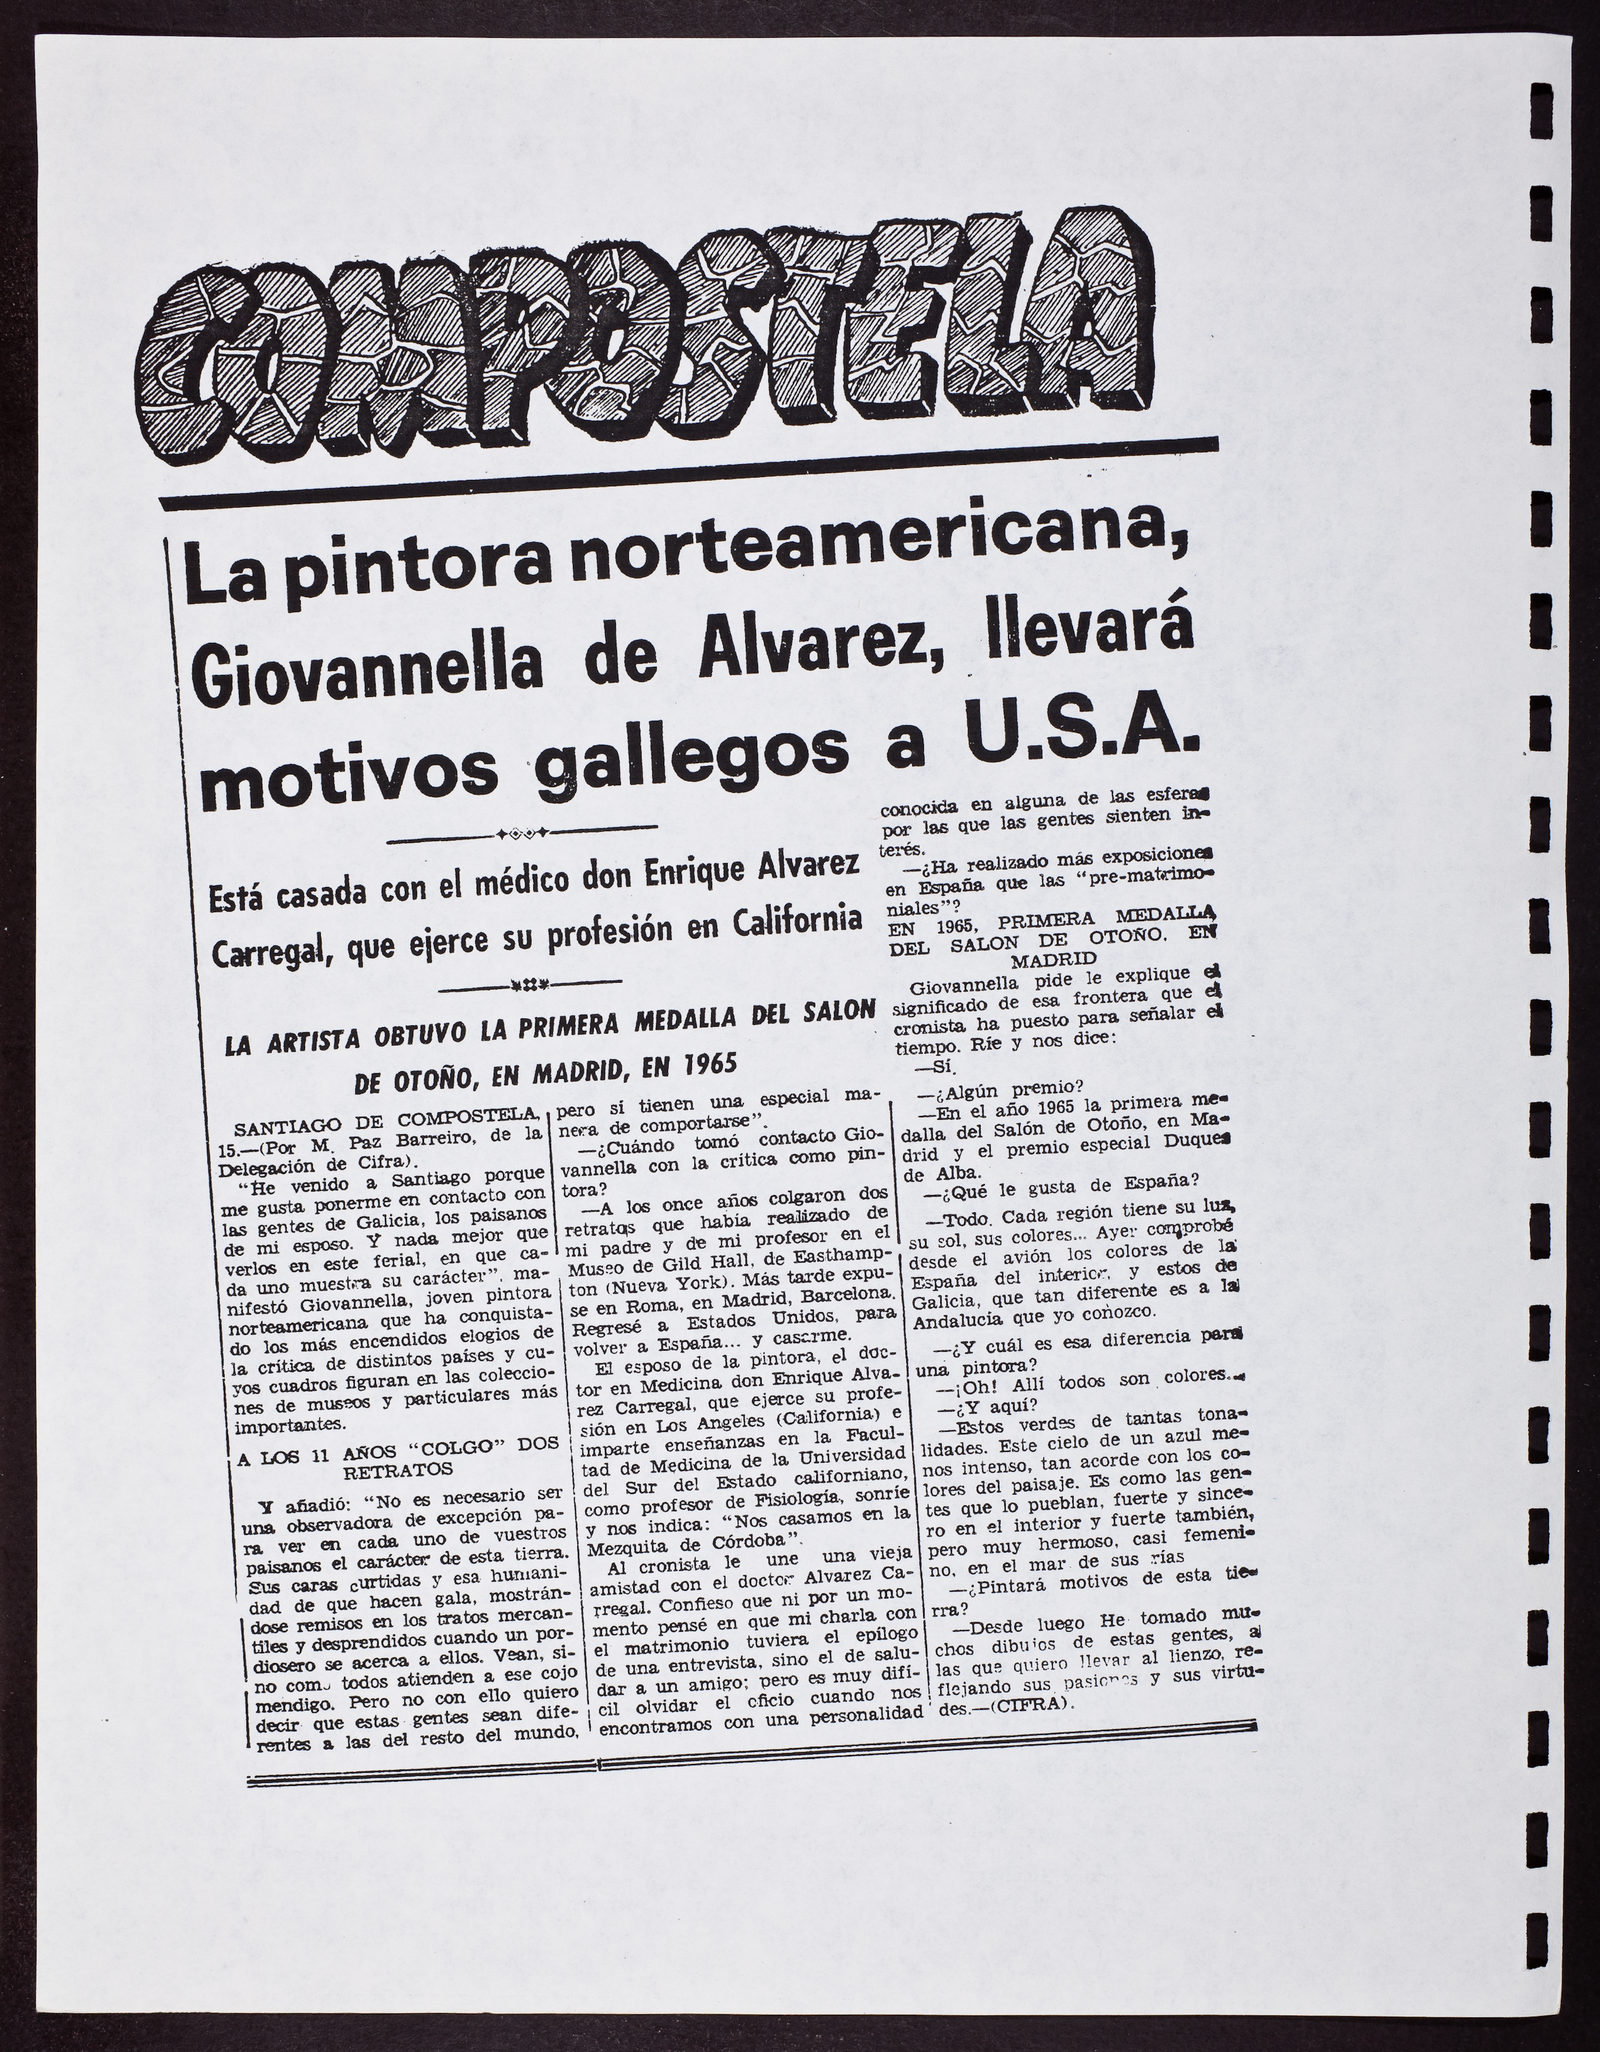 COMPOSTELA
La pintora norteamericana,
Giovannella de Alvarez, llevará
motivos gallegos a U.S.A.
Está casada con el médico don Enrique Alvarez
Carregal, que ejerce su profesión en California
LA ARTISTA OBTUVO LA PRIMERA MEDALLA DEL SALON
DE OTOÑO, EN MADRID, EN 1965
SANTIAGO DE COMPOSTELA,
15.—(Por M. Paz Barreiro, de la
Delegación de Cifra).
"He venido a Santiago porque
me gusta ponerme en contacto con
las gentes de Galicia, los paisanos
de mi esposo. Y nada mejor que
verlos en este ferial, en que ca-
da uno muestra su carácter", ma-
nifestó Giovannella, joven pintora
norteamericana que ha conquista-
do los más encendidos elogios de
la crítica de distintos países y cu-
yos cuadros figuran en las coleccio-
nes de museos y particulares más
importantes.
A LOS 11 AÑOS "COLGO" DOS
RETRATOS
Y añadió: "No es necesario ser
una observadora de excepción pa-
ra ver en cada uno de vuestros
paisanos el carácter de esta tierra.
Sus caras curtidas y esa humani-
dad de que hacen gala, mostrán-
dose remisos en los tratos mercan-
tiles y desprendidos cuando un por-
diosero se acerca a ellos. Vean, si-
no como todos atienden a ese cojo
mendigo. Pero no con ello quiero
decir que estas gentes sean dife-
rentes a las del resto del mundo,
pero si tienen una especial ma-
nera de comportarse".
—¿Cuándo tomó contacto Gio-
vannella con la crítica como pin-
tora?
—A los once años colgaron dos
retratos que había realizado de
mi padre y de mi profesor en el
Museo de Gild Hall, de Easthamp-
ton (Nueva York). Más tarde expu-
se en Roma, en Madrid, Barcelona.
Regresé a Estados Unidos, para
volver a España... y casarme.
El esposo de la pintora, el doc-
tor en Medicina don Enrique Alva-
rez Carregal, que ejerce su profe-
sión en Los Angeles (California) e
imparte enseñanzas en la Facul-
tad de Medicina de la Universidad
del Sur del Estado californiano,
como profesor de Fisiología, sonríe
y nos indica: "Nos casamos en la
Mezquita de Córdoba".
Al cronista le une una vieja
amistad con el doctor Alvarez Ca-
rregal. Confieso que ni por un mo-
mento pensé en que mi charla con
el matrimonio tuviera el epílogo
de una entrevista, sino el de salu-
dar a un amigo; pero es muy difí-
cil olvidar el oficio cuando nos
encontramos con una personalidad
conocida en alguna de las esferas
por las que las gentes sienten in-
terés.
—¿Ha realizado más exposiciones
en España que las "pre-matrimo-
niales"?
EN 1965, PRIMERA MEDALLA
DEL SALON DE OTOÑO, EN
MADRID
Giovannella pide le explique el
significado de esa frontera que el
cronista ha puesto para señalar el
tiempo. Ríe y nos dice:
—Sí.
—¿Algún premio?
—En el año 1965 la primera me-
dalla del Salón de Otoño, en Ma-
drid y el premio especial Duques
de Alba.
—¿Qué le gusta de España?
—Todo. Cada región tiene su luz,
su sol, sus colores... Ayer comprobé
desde el avión los colores de la
España del interior, y estos de
Galicia, que tan diferente es a la
Andalucía que yo conozco.
—¿Y cuál es esa diferencia para
una pintora?
—¡Oh! Allí todos son colores...
—¿Y aquí?
—Estos verdes de tantas tona-
lidades. Este cielo de un azul me-
nos intenso, tan acorde con los co-
lores del paisaje. Es como las gen-
tes que lo pueblan, fuerte y since-
ro en el interior y fuerte también,
pero muy hermoso, casi femeni-
no, en el mar de sus rías
—¿Pintará motivos de esta tie-
rra?
—Desde luego He tomado mu-
chos dibujos de estas gentes, a
las que quiero llevar al lienzo, re-
flejando sus pasiones y sus virtu-
des.—(CIFRA).